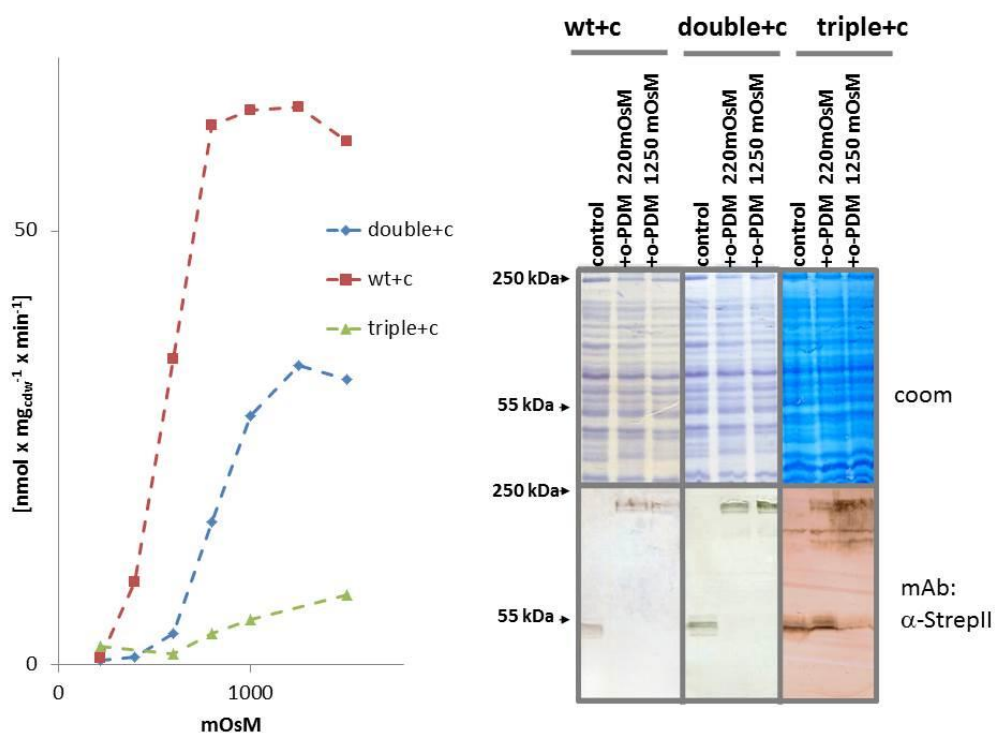 50
0
[nmol x mgcdw-1 x min-1]
double+c
wt+c
triple+c
0
1000
mOsM
wt+c
double+c
triple+c
control
+o-PDM 220mOsM
+o-PDM 1250 mOsM
control
+o-PDM 220mOsM
+o-PDM 1250 mOsM
control
+o-PDM 220mOsM
+o-PDM 1250 mOsM
250 kDa
55 kDa
coom
250 kDa
55 kDa
mAb:
α-StrepII